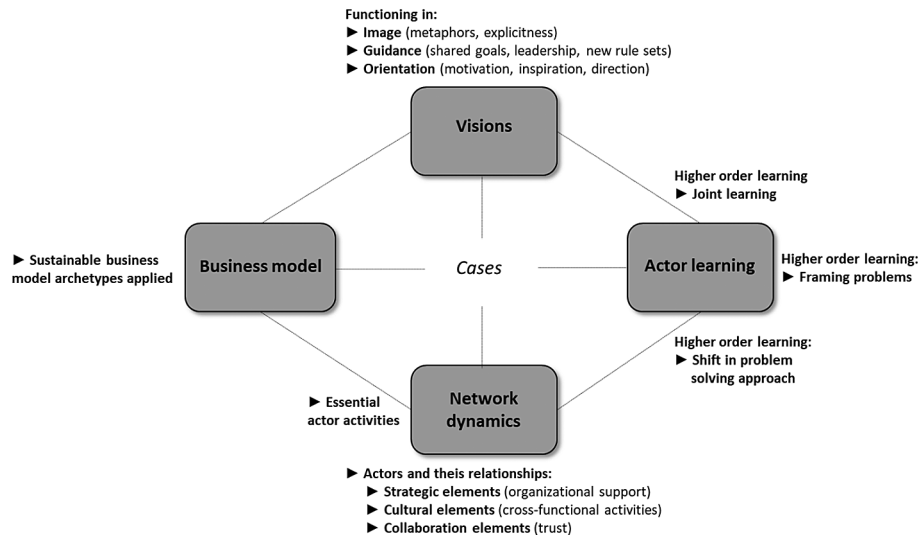 Functioning in:
► Image (metaphors, explicitness)
► Guidance (shared goals, leadership, new rule sets)
► Orientation (motivation, inspiration, direction)
Visions
Higher order learning
► Joint learning
► Sustainable business
model archetypes applied
Business model
Cases
Actor learning
Higher order learning:
► Framing problems
Higher order learning:
► Shift in problem
solving approach
► Essential
actor activities
Network
dynamics
► Actors and theis relationships:
► Strategic elements (organizational support)
► Cultural elements (cross-functional activities)
► Collaboration elements (trust)